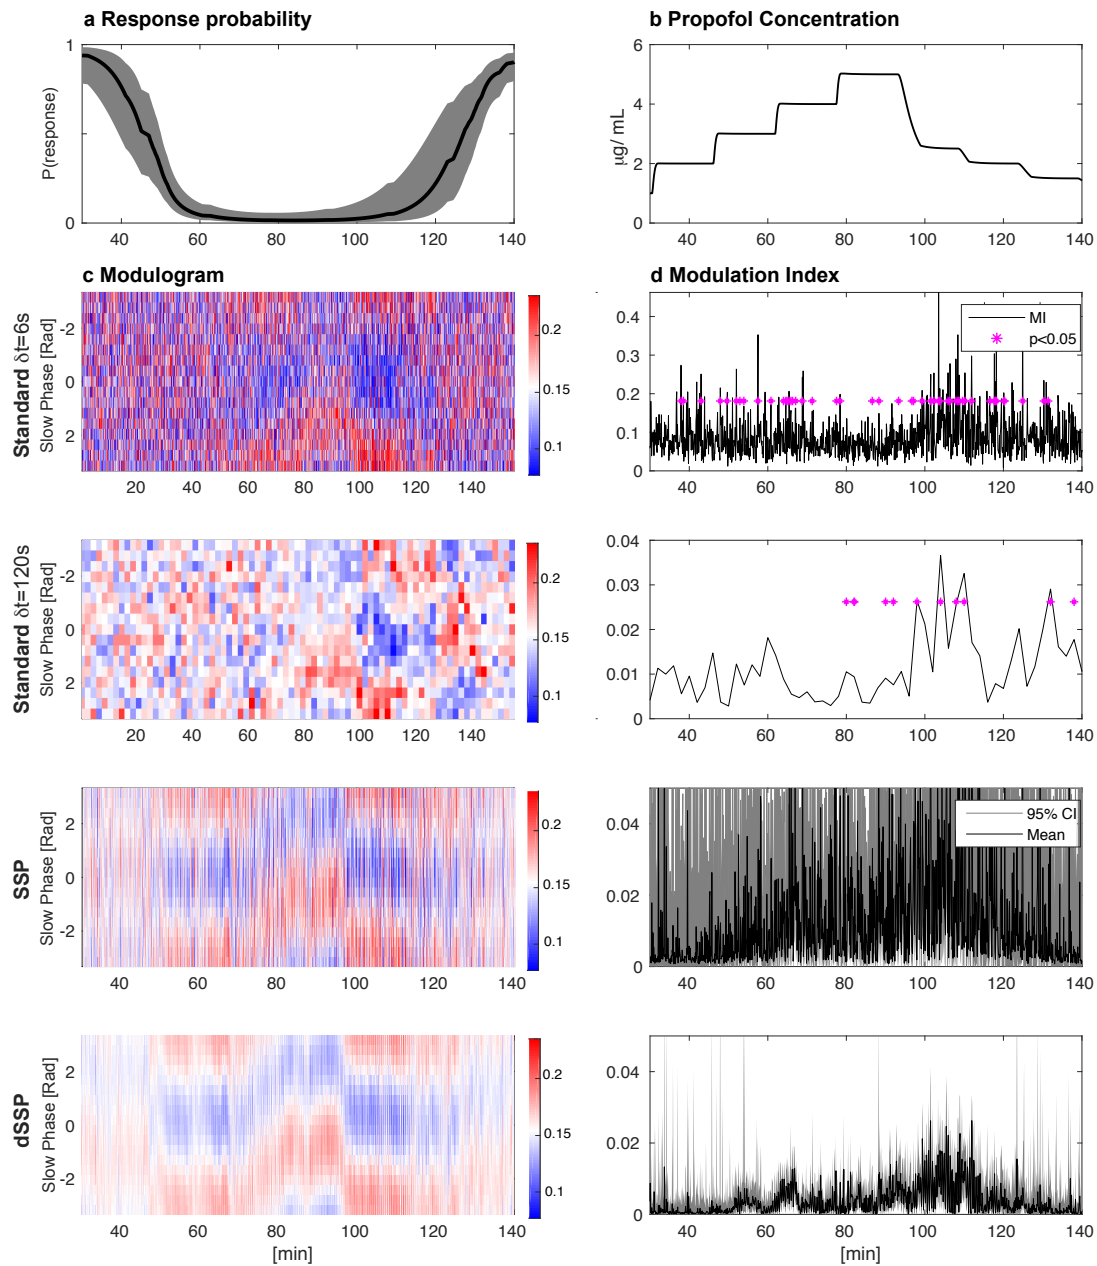 a Response probability
b Propofol Concentration
P(response)
1
0
40 60 80 100 120 140
μg/ mL
6
4
2
0
40 60 80 100 120 140
c Modulogram
d Modulation Index
Standard δt=6s
Slow Phase [Rad]
-2
0
2
20 40 60 80 100 120 140
0.2
0.15
0.1
0.4
0.3
0.2
0.1
0
MI
p<0.05
40 60 80 100 120 140
Standard δt=120s
Slow Phase [Rad]
-2
0
2
20 40 60 80 100 120 140
0.2
0.15
0.1
0.04
0.03
0.02
0.01
0
40 60 80 100 120 140
SSP
Slow Phase [Rad]
2
0
-2
40 60 80 100 120 140
0.2
0.15
0.1
0.04
0.02
0
95% CI
Mean
40 60 80 100 120 140
dSSP
Slow Phase [Rad]
2
0
-2
40 60 80 100 120 140
[min]
0.2
0.15
0.1
0.04
0.02
0
40 60 80 100 120 140
[min]